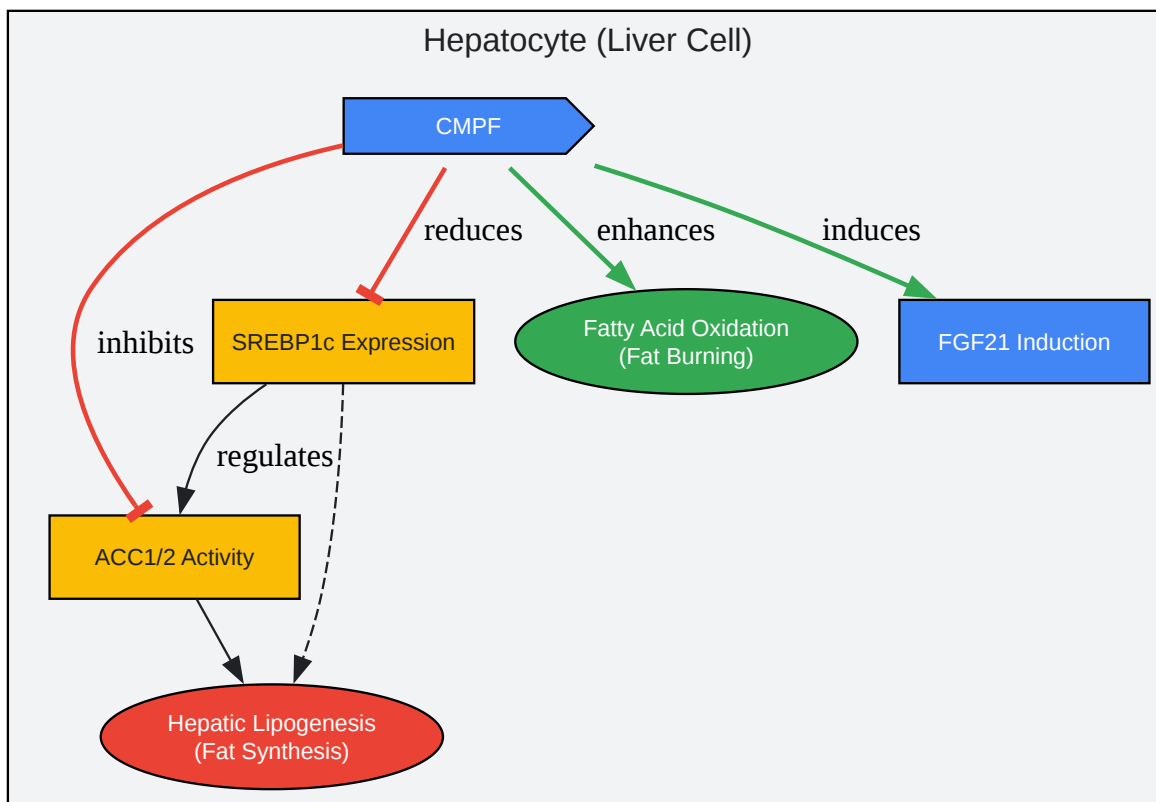 Hepatocyte (Liver Cell)
CMPF
reduces
enhances
induces
inhibits
SREBP1c Expression
Fatty Acid Oxidation
(Fat Burning)
FGF21 Induction
regulates
ACC1/2 Activity
Hepatic Lipogenesis
(Fat Synthesis)